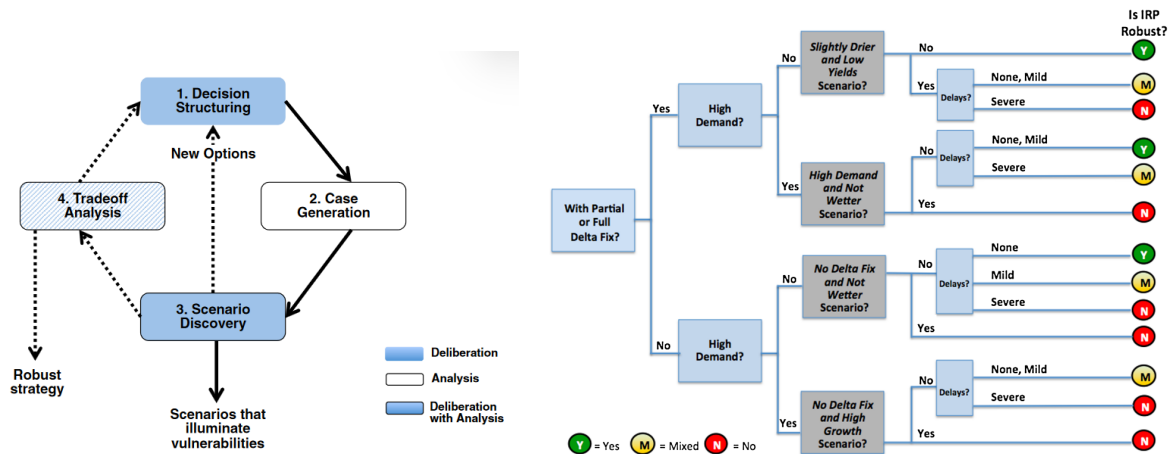 1. Decision
Structuring
New Options
4. Tradeoff
Analysis
2. Case
Generation
3. Scenario
Discovery
Robust
strategy
Scenarios that
illuminate
vulnerabilities
Deliberation
Analysis
Deliberation
with Analysis
Is IRP
Robust?
With Partial
or Full
Delta Fix?
Yes
High
Demand?
No
Slightly Drier
and Low
Yields
Scenario?
No
Y
Yes
Delays?
None, Mild
M
Severe
N
Yes
High Demand
and Not
Wetter
Scenario?
No
Delays?
None, Mild
Y
Severe
M
Yes
N
No
High
Demand?
No
No Delta Fix
and Not
Wetter
Scenario?
No
Delays?
None
Y
Mild
M
Severe
N
Yes
N
Yes
No Delta Fix
and High
Growth
Scenario?
No
Delays?
None, Mild
M
Severe
N
Yes
N
Y = Yes M = Mixed N = No